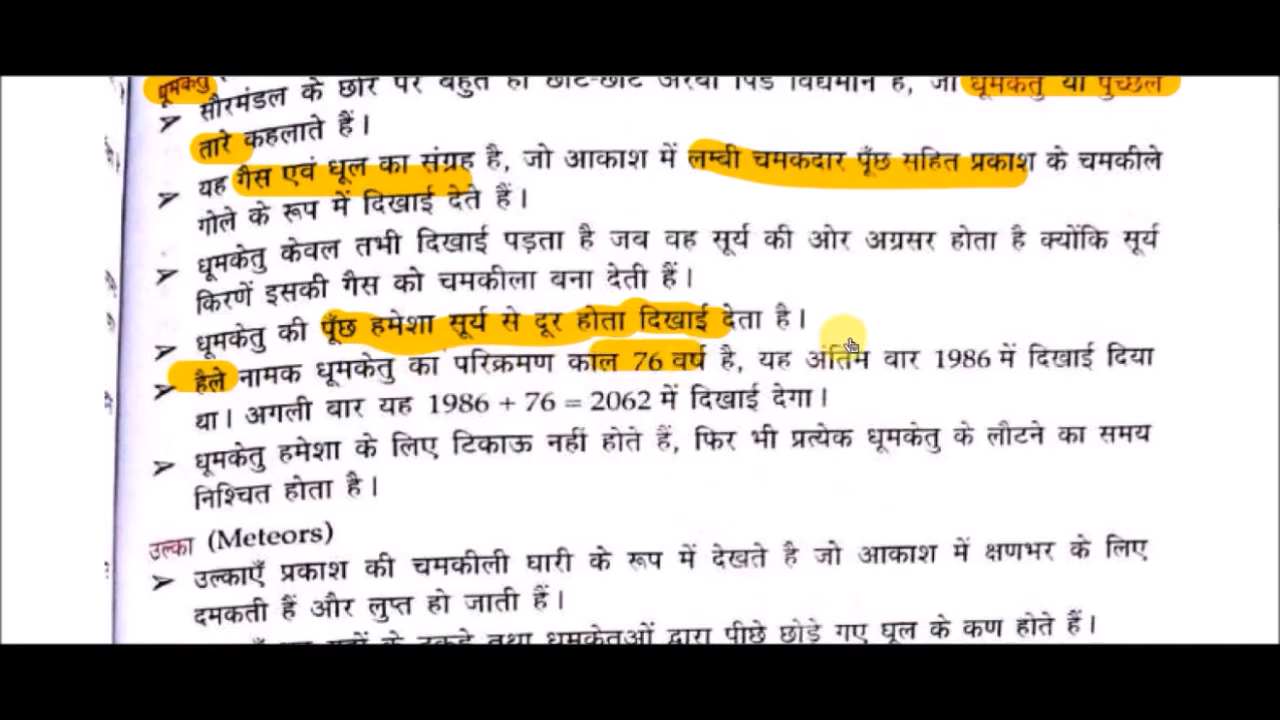 धूमकेतु
➤ सौरमंडल के छोर पर बहुत ही छोटे-छोटे अरबों पिंड विद्यमान हैं, जो धूमकेतु या पुच्छल
तारे कहलाते हैं।
➤ यह गैस एवं धूल का संग्रह है, जो आकाश में लम्बी चमकदार पूँछ सहित प्रकाश के चमकीले
गोले के रूप में दिखाई देते हैं।
➤ धूमकेतु केवल तभी दिखाई पड़ता है जब वह सूर्य की ओर अग्रसर होता है क्योंकि सूर्य
किरणें इसकी गैस को चमकीला बना देती हैं।
➤ धूमकेतु की पूँछ हमेशा सूर्य से दूर होता दिखाई देता है।
➤ हैले नामक धूमकेतु का परिक्रमण काल 76 वर्ष है, यह अंतिम बार 1986 में दिखाई दिया
था। अगली बार यह 1986 + 76 = 2062 में दिखाई देगा।
➤ धूमकेतु हमेशा के लिए टिकाऊ नहीं होते हैं, फिर भी प्रत्येक धूमकेतु के लौटने का समय
निश्चित होता है।
उल्का (Meteors)
➤ उल्काएँ प्रकाश की चमकीली घारी के रूप में देखते है जो आकाश में क्षणभर के लिए
दमकती हैं और लुप्त हो जाती हैं।
के टुकड़े तथा धूमकेतुओं द्वारा पीछे छोड़े गए धूल के कण होते हैं।